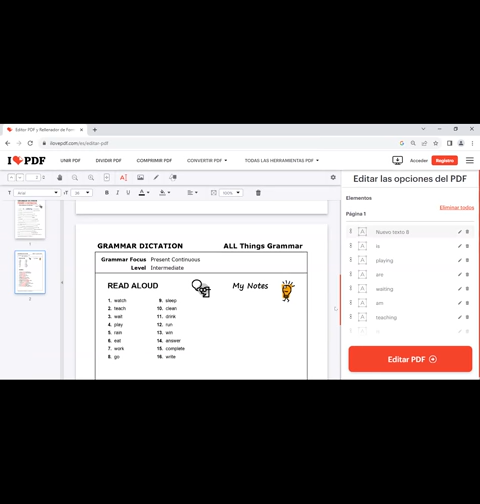 Editar PDF y Rellenador de Form
ilovepdf.com/es/editar-pdf
I PDF
UNIR PDF
DIVIDIR PDF
COMPRIMIR PDF
CONVERTIR PDF
TODAS LAS HERRAMIENTAS PDF
Acceder
Registro
Arial
100%
Editar las opciones del PDF
Elementos
Eliminar todos
Página 1
Nuevo texto 8
is
playing
are
waiting
am
teaching
Editar PDF
GRAMMAR DICTATION ALL Things Grammar
Grammar Focus Present Continuous
Level Intermediate
READ ALOUD My Notes
1. watch 9. sleep
2. teach 10. clean
3. wait 11. drink
4. play 12. run
5. rain 13. win
6. eat 14. answer
7. work 15. complete
8. go 16. write